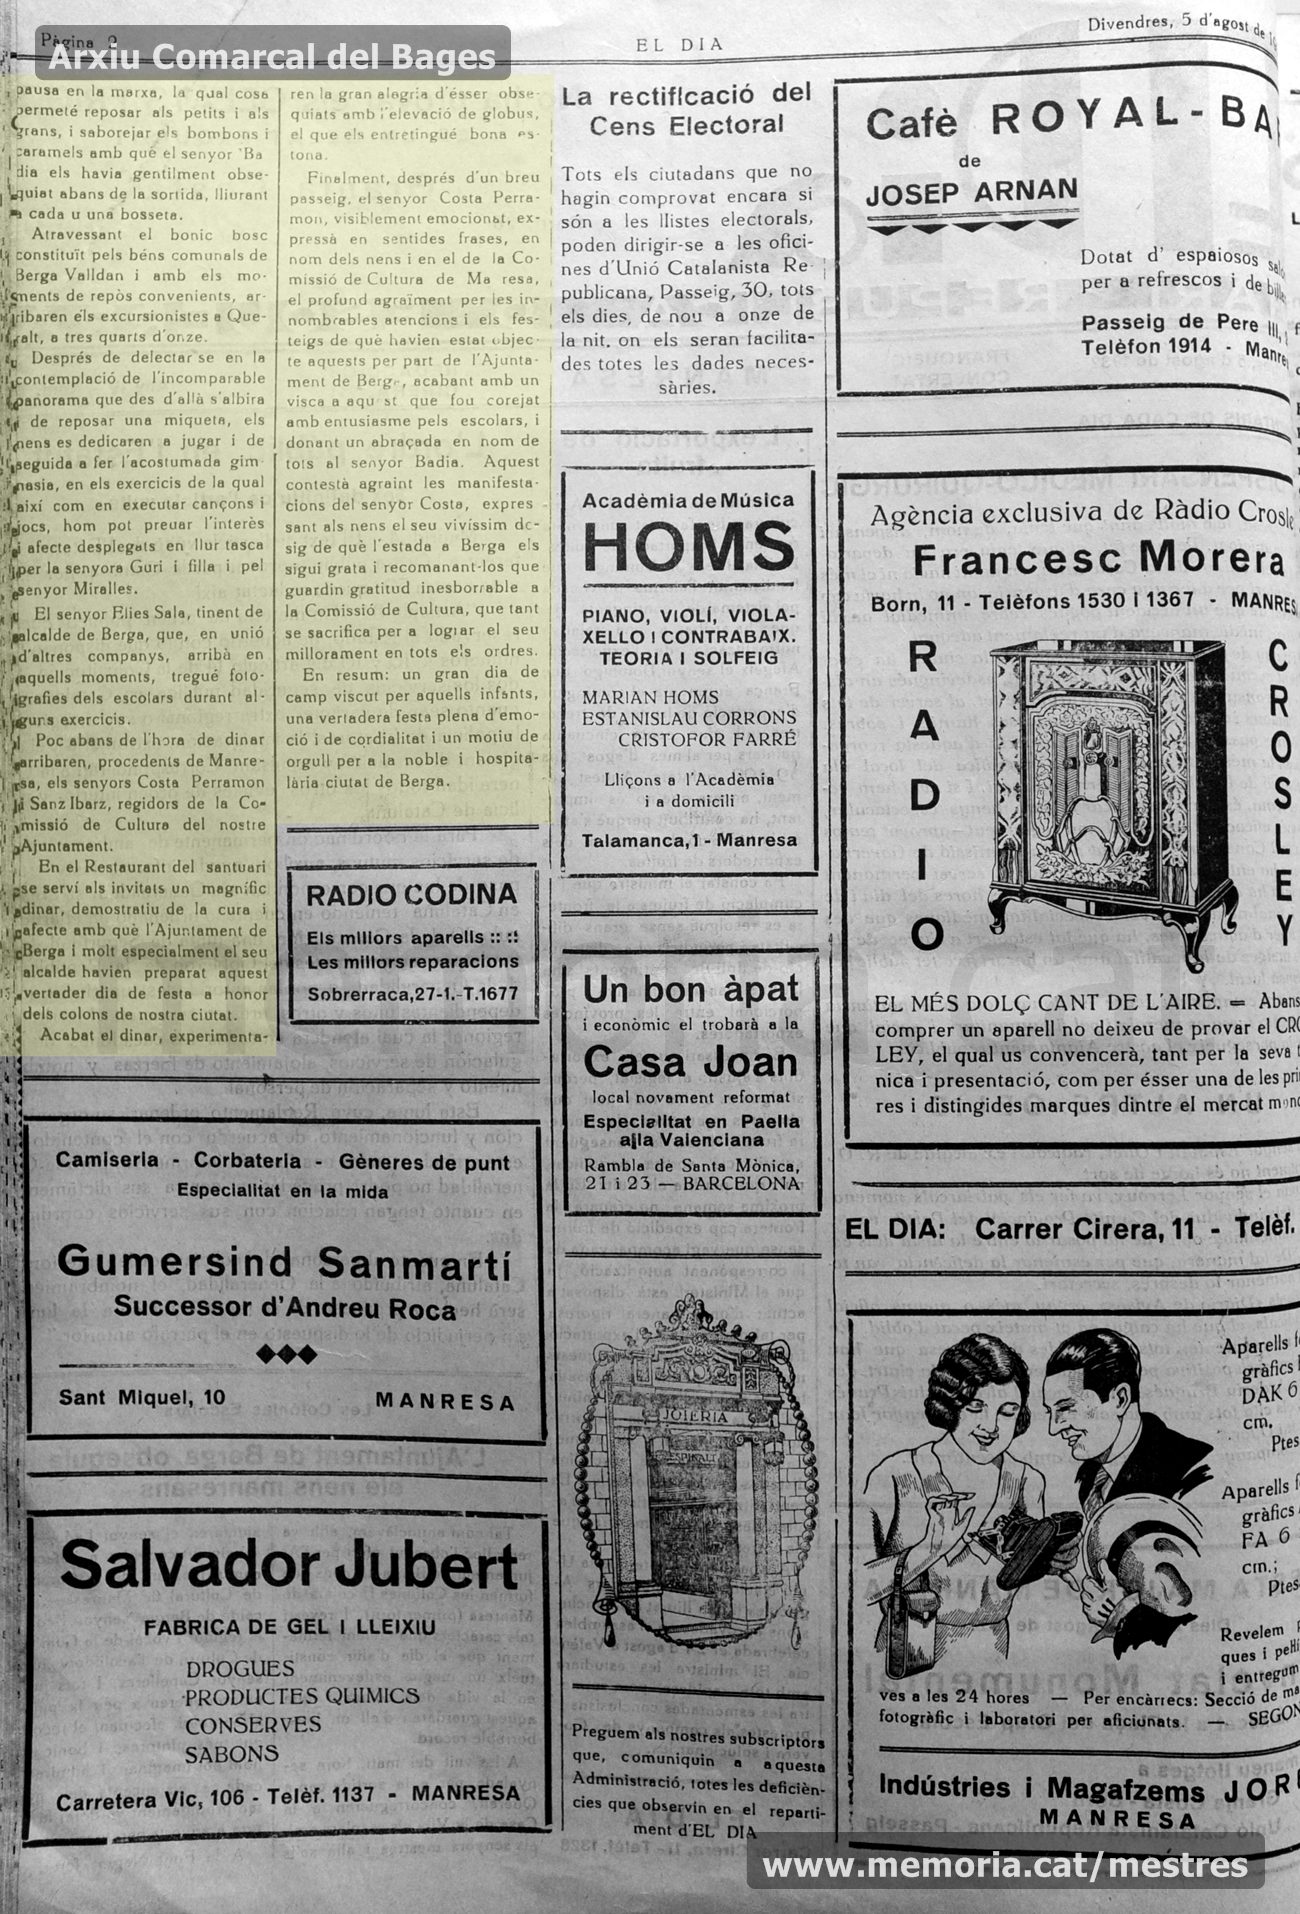 Pàgina 2
Arxiu Comarcal del Bages
EL DIA
Divendres, 5 d'agost de
pausa en la marxa, la qual cosa
permeté reposar als petits i als
grans, i saborejar els bombons i
caramels amb què el senyor 'Ba
dia els havia gentilment obse-
quiat abans de la sortida, lliurant
a cada u una bosseta.
Atravessant el bonic bosc
constituït pels béns comunals de
Berga Valldan i amb els mo-
ments de repòs convenients, ar-
ribaren els excursionistes a Que-
ralt, a tres quarts d'onze.
Després de delectar se en la
contemplació de l'incomparable
panorama que des d'allà s'albira
i de reposar una miqueta, els
nens es dedicaren a jugar i de
seguida a fer l'acostumada gim-
nasia, en els exercicis de la qual
així com en executar cançons i
jocs, hom pot preuar l'interès
i afecte desplegats en llur tasca
per la senyora Guri i filla i pel
senyor Miralles.
El senyor Elies Sala, tinent de
alcalde de Berga, que, en unió
d'altres companys, arribà en
aquells moments, tregué foto-
grafies dels escolars durant al-
guns exercicis.
Poc abans de l'hora de dinar
arribaren, procedents de Manre-
sa, els senyors Costa Perramon
i Sanz Ibarz, regidors de la Co-
missió de Cultura del nostre
Ajuntament.
En el Restaurant del santuari
se serví als invitats un magnífic
dinar, demostratiu de la cura i
afecte amb què l'Ajuntament de
Berga i molt especialment el seu
alcalde havien preparat aquest
vertader dia de festa a honor
dels colons de nostra ciutat.
Acabat el dinar, experimenta-
ren la gran alegria d'ésser obse-
quiats amb l'elevació de globus,
el que els entretingué bona es-
tona.
Finalment, després d'un breu
passeig, el senyor Costa Perra-
mon, visiblement emocionat, ex-
pressà en sentides frases, en
nom dels nens i en el de la Co-
missió de Cultura de Ma resa,
el profund agraïment per les in-
nombrables atencions i els fes-
teigs de què havien estat objec-
te aquests per part de l'Ajunta-
ment de Berga, acabant amb un
visca a aqu st que fou corejat
amb entusiasme pels escolars, i
donant un abraçada en nom de
tots al senyor Badia. Aquest
contestà agraint les manifesta-
cions del senyor Costa, expres
sant als nens el seu vivíssim de-
sig de què l'estada a Berga els
sigui grata i recomanant-los que
guardin gratitud inesborrable a
la Comissió de Cultura, que tant
se sacrifica per a lograr el seu
millorament en tots els ordres.
En resum: un gran dia de
camp viscut per aquells infants,
una vertadera festa plena d'emo-
ció i de cordialitat i un motiu de
orgull per a la noble i hospita-
lària ciutat de Berga.
RADIO CODINA
Els millors aparells :: ::
Les millors reparacions
Sobrerraca, 27-1.-T.1677
Camiseria - Corbateria - Gèneres de punt
Especialitat en la mida
Gumersind Sanmartí
Successor d'Andreu Roca
Sant Miquel, 10 MANRESA
Salvador Jubert
FABRICA DE GEL I LLEIXIU
DROGUES
PRODUCTES QUIMICS
CONSERVES
SABONS
Carretera Vic, 106 - Telèf. 1137 - MANRESA
La rectificació del
Cens Electoral
Tots els ciutadans que no
hagin comprovat encara si
són a les llistes electorals,
poden dirigir-se a les ofici-
nes d'Unió Catalanista Re-
publicana, Passeig, 30, tots
els dies, de nou a onze de
la nit. on els seran facilita-
des totes les dades neces-
sàries.
Acadèmia de Música
HOMS
PIANO, VIOLÍ, VIOLA-
XELLO I CONTRABAIX.
TEORIA I SOLFEIG
MARIAN HOMS
ESTANISLAU CORRONS
CRISTOFOR FARRÉ
Lliçons a l'Acadèmia
i a domicili
Talamanca, 1 - Manresa
Un bon àpat
i econòmic el trobarà a la
Casa Joan
local novament reformat
Especialitat en Paella
a la Valenciana
Rambla de Santa Mònica,
21 i 23 — BARCELONA
JOIERIA
Preguem als nostres subscriptors
que, comuniquin a aquesta
Administració, totes les deficièn-
cies que observin en el reparti-
ment d'EL DIA
Cafè ROYAL-BA
de
JOSEP ARNAN
Dotat d' espaiosos
per a refrescos i de
Passeig de Pere III,
Telèfon 1914 - Manre
Agència exclusiva de Ràdio Crosle
Francesc Morera
Born, 11 - Telèfons 1530 i 1367 - MANRES
RADIO
CROSLEY
EL MÉS DOLÇ CANT DE L'AIRE. = Abans
comprer un aparell no deixeu de provar el CRO
LEY, el qual us convencerà, tant per la seva t
nica i presentació, com per ésser una de les pri
res i distingides marques dintre el mercat mon
EL DIA: Carrer Cirera, 11 - Telèf.
Aparells
gràfics
DAK 6
cm.
Ptes
Aparells
gràfics
FA 6
cm.;
Ptes
Revelem
ques i
i entregum
ves a les 24 hores — Per encàrrecs: Secció de
fotogràfic i laboratori per aficiunats. — SEGON
Indústries i Magafzems JOR
MANRESA
www.memoria.cat/mestres